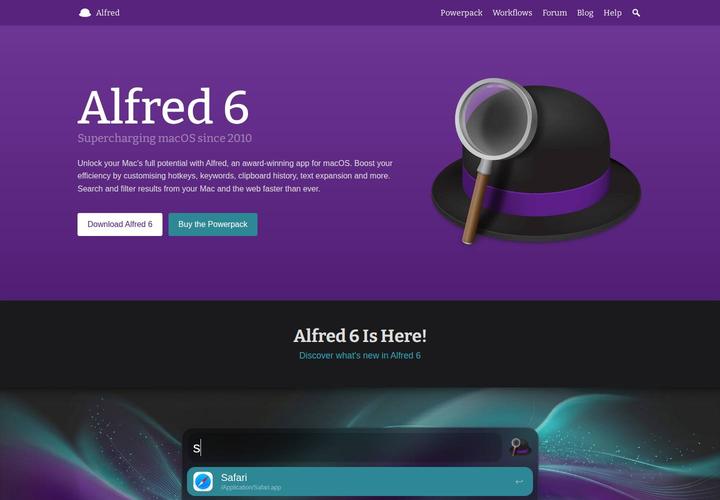 Alfred
Powerpack
Workflows
Forum
Blog
Help
Alfred 6
Supercharging macOS since 2010
Unlock your Mac's full potential with Alfred, an award-winning app for macOS. Boost your
efficiency by customising hotkeys, keywords, clipboard history, text expansion and more.
Search and filter results from your Mac and the web faster than ever.
Download Alfred 6
Buy the Powerpack
Alfred 6 Is Here!
Discover what's new in Alfred 6
s
Safari
/Application/Safari.app